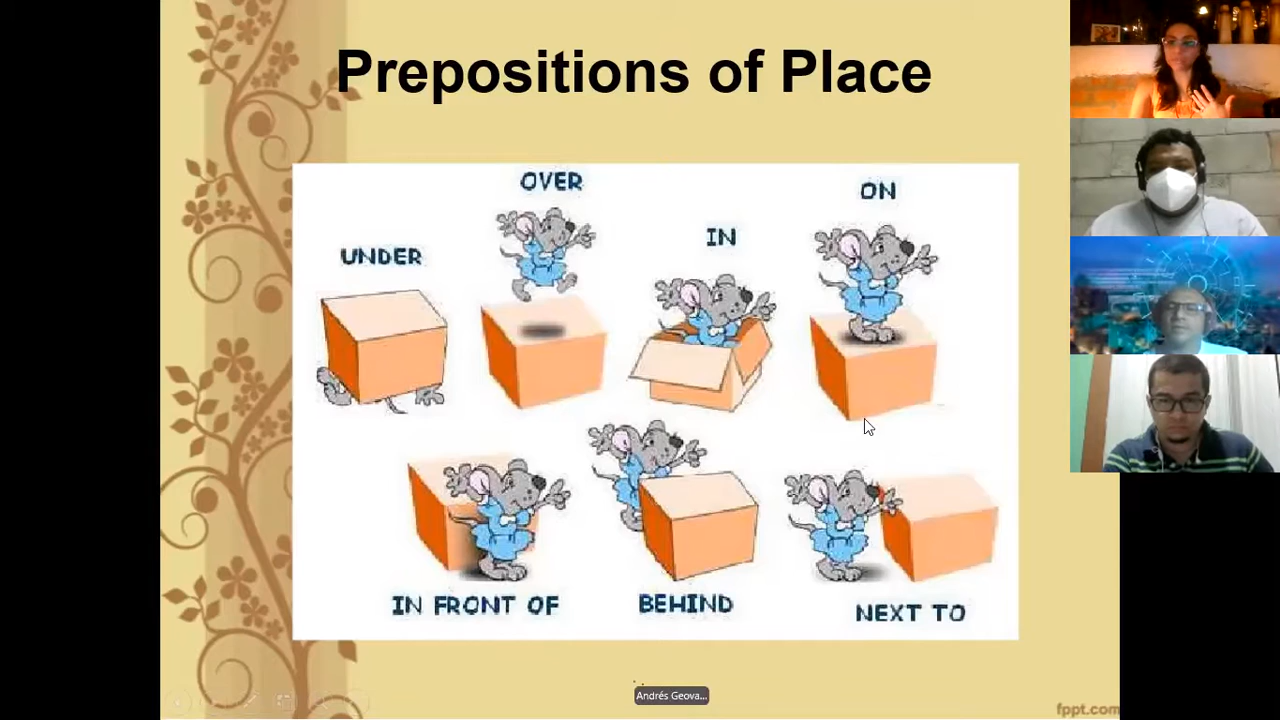 Prepositions of Place
OVER
ON
IN
UNDER
IN FRONT OF
BEHIND
NEXT TO
Andrés Geova...
fppt.com